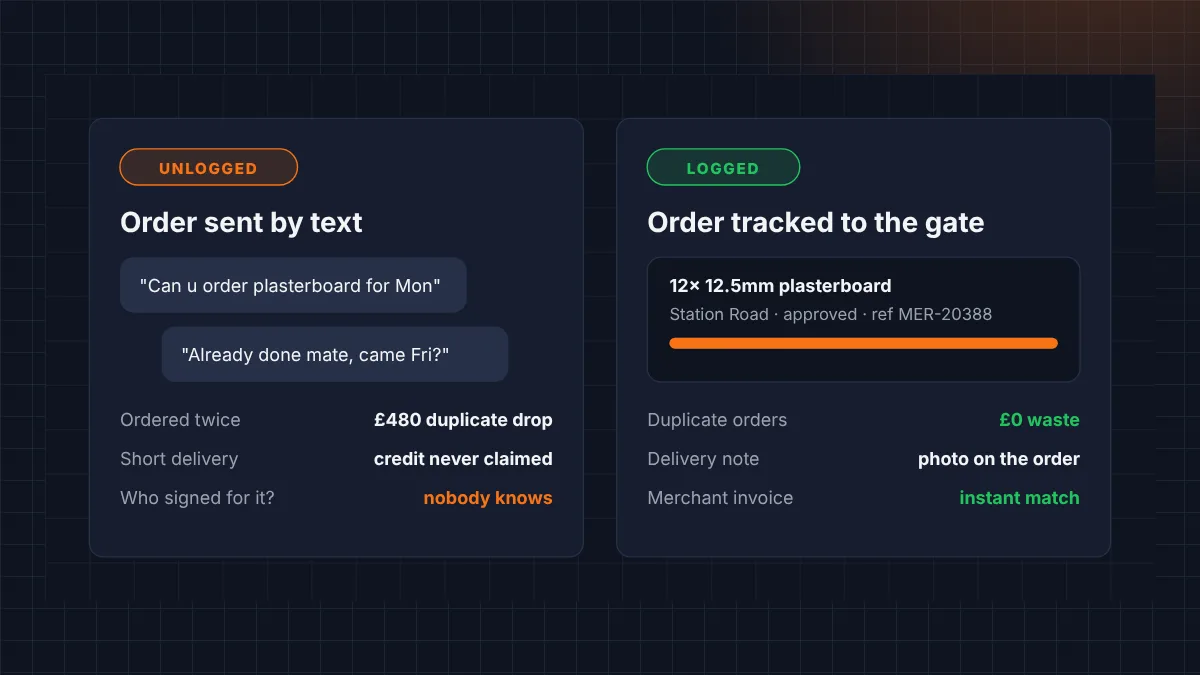 UNLOGGED
Order sent by text
"Can u order plasterboard for Mon"
"Already done mate, came Fri?"
Ordered twice £480 duplicate drop
Short delivery credit never claimed
Who signed for it? nobody knows
LOGGED
Order tracked to the gate
12× 12.5mm plasterboard
Station Road · approved · ref MER-20388
Duplicate orders £0 waste
Delivery note photo on the order
Merchant invoice instant match